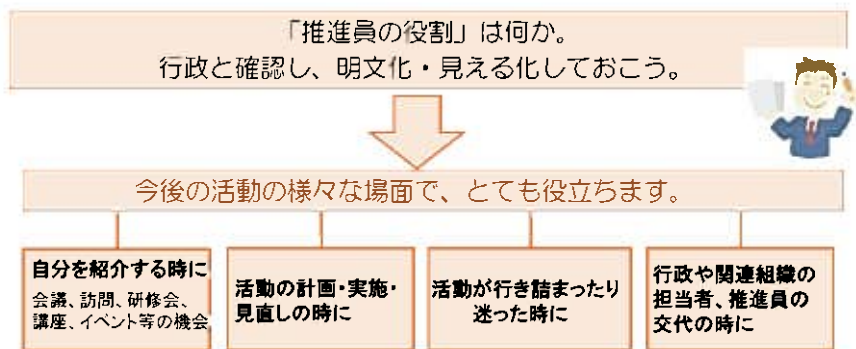 「推進員の役割」は何か。
行政と確認し、明文化・見える化しておこう。
今後の活動の様々な場面で、とても役立ちます。
自分を紹介する時に
会議、訪問、研修会、
講座、イベント等の機会
活動の計画・実施・
見直しの時に
活動が行き詰まったり
迷った時に
行政や関連組織の
担当者、推進員の
交代の時に